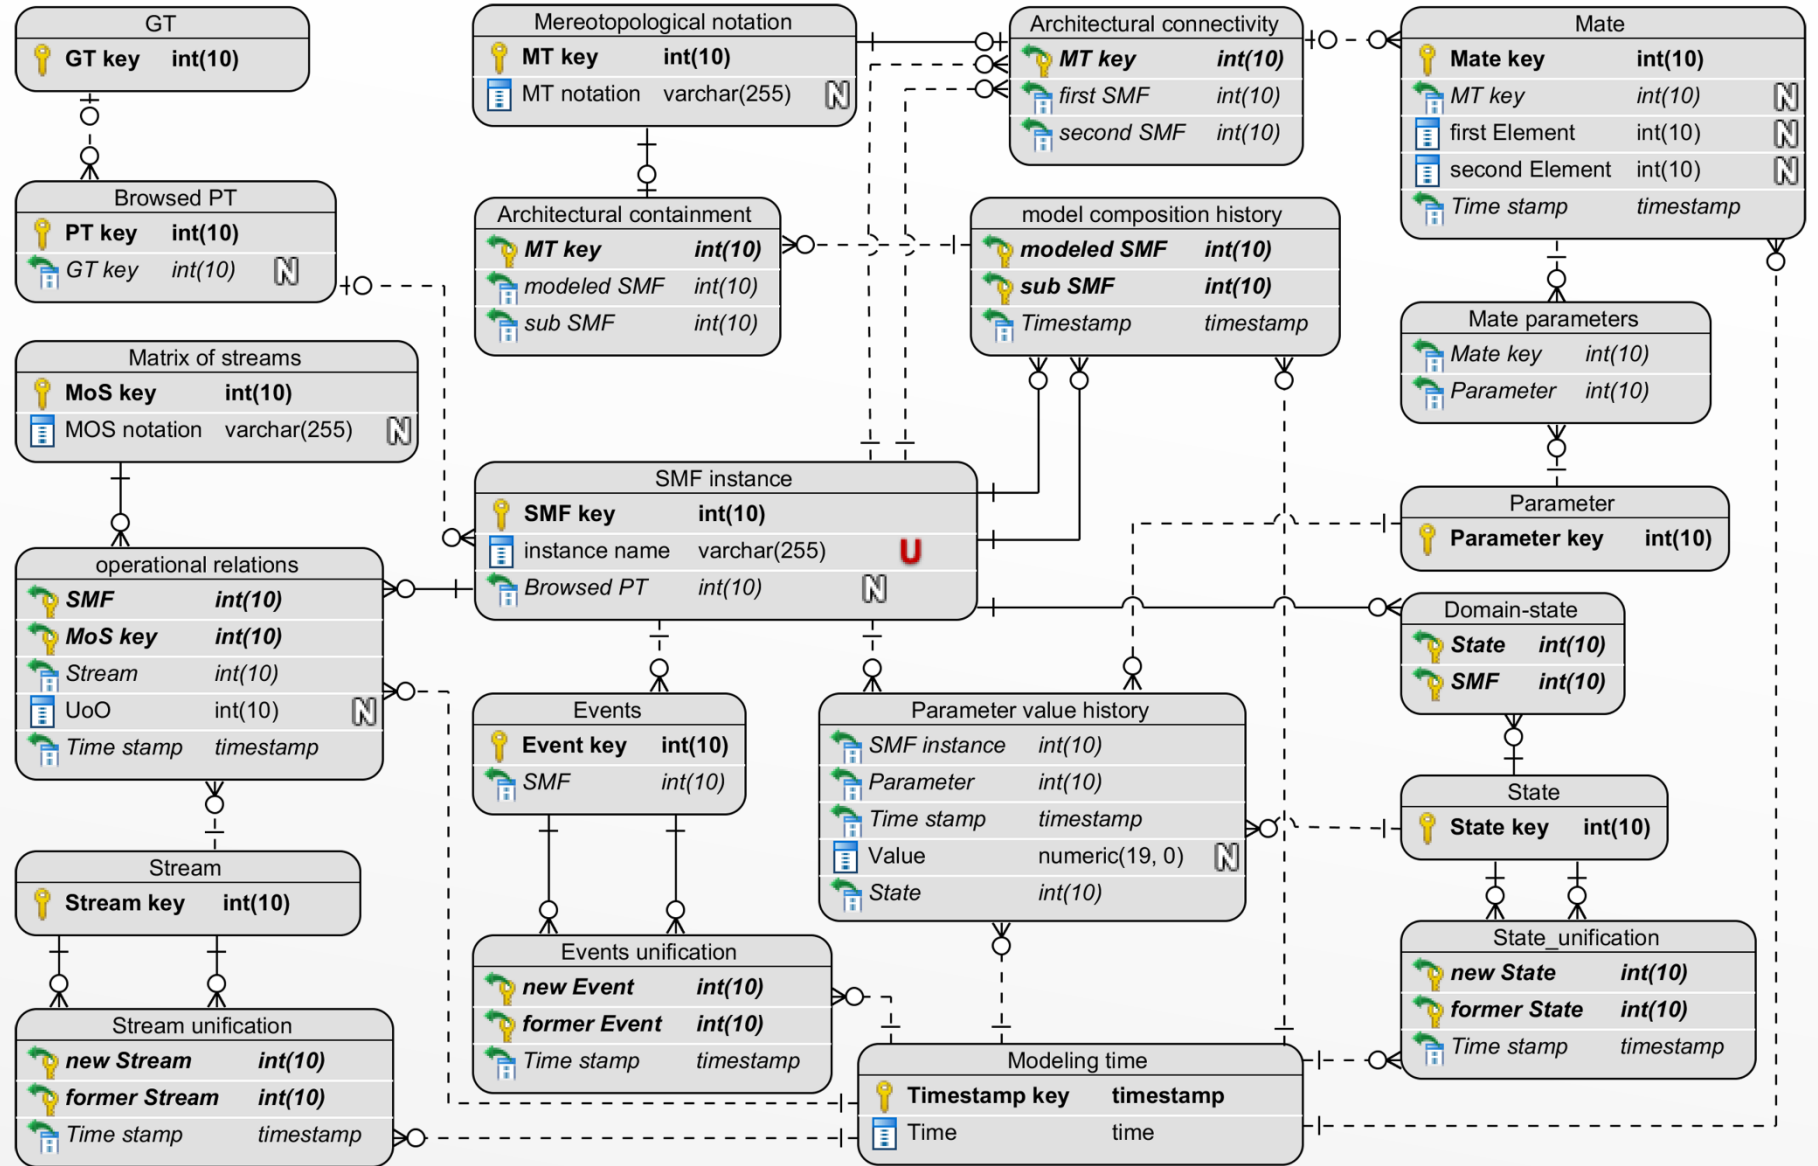 GT
GT key int(10)
Browsed PT
PT key int(10)
GT key int(10) N
Matrix of streams
MoS key int(10)
MOS notation varchar(255) N
operational relations
SMF int(10)
MoS key int(10)
Stream int(10)
UoO int(10) N
Time stamp timestamp
Stream
Stream key int(10)
Stream unification
new Stream int(10)
former Stream int(10)
Time stamp timestamp
Mereotopological notation
MT key int(10)
MT notation varchar(255) N
Architectural containment
MT key int(10)
modeled SMF int(10)
sub SMF int(10)
SMF instance
SMF key int(10)
instance name varchar(255) U
Browsed PT int(10) N
Events
Event key int(10)
SMF int(10)
Events unification
new Event int(10)
former Event int(10)
Time stamp timestamp
Architectural connectivity
MT key int(10)
first SMF int(10)
second SMF int(10)
model composition history
modeled SMF int(10)
sub SMF int(10)
Timestamp timestamp
Parameter value history
SMF instance int(10)
Parameter int(10)
Time stamp timestamp
Value numeric(19, 0) N
State int(10)
Modeling time
Timestamp key timestamp
Time time
Mate
Mate key int(10)
MT key int(10) N
first Element int(10) N
second Element int(10) N
Time stamp timestamp
Mate parameters
Mate key int(10)
Parameter int(10)
Parameter
Parameter key int(10)
Domain-state
State int(10)
SMF int(10)
State
State key int(10)
State_unification
new State int(10)
former State int(10)
Time stamp timestamp